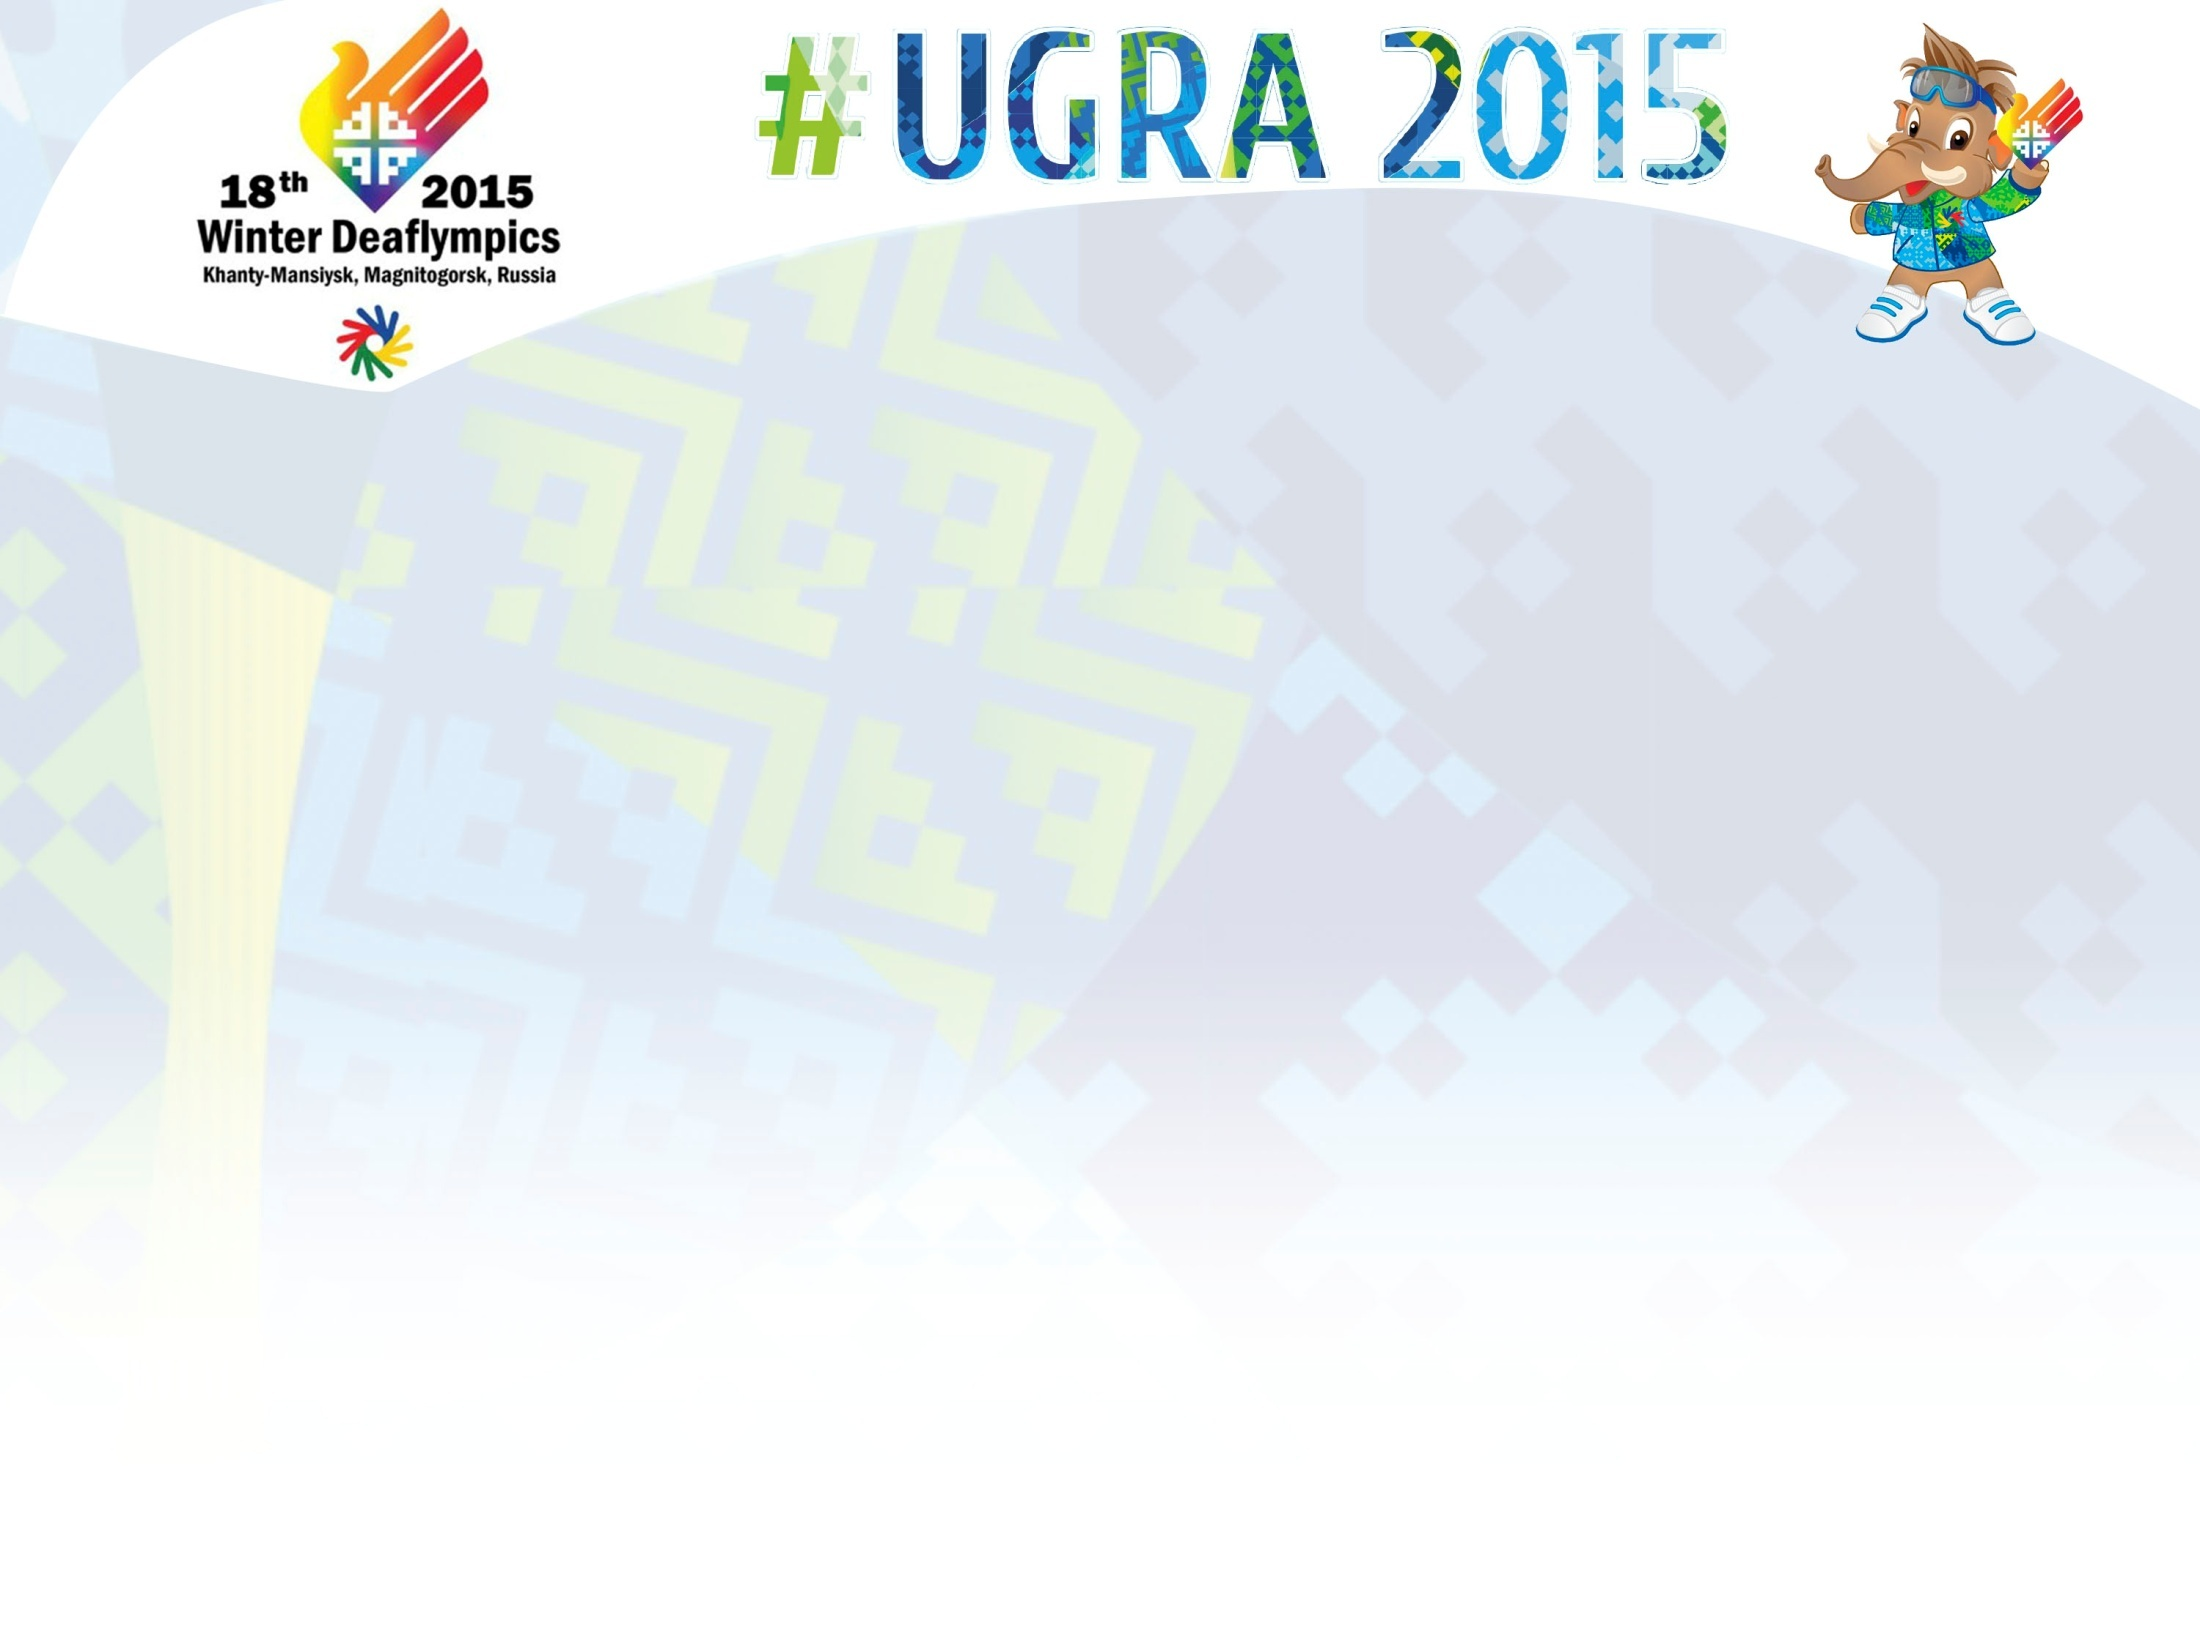 18th 2015
Winter Deaflympics
Khanty-Mansiysk, Magnitogorsk, Russia
#UGRA 2015